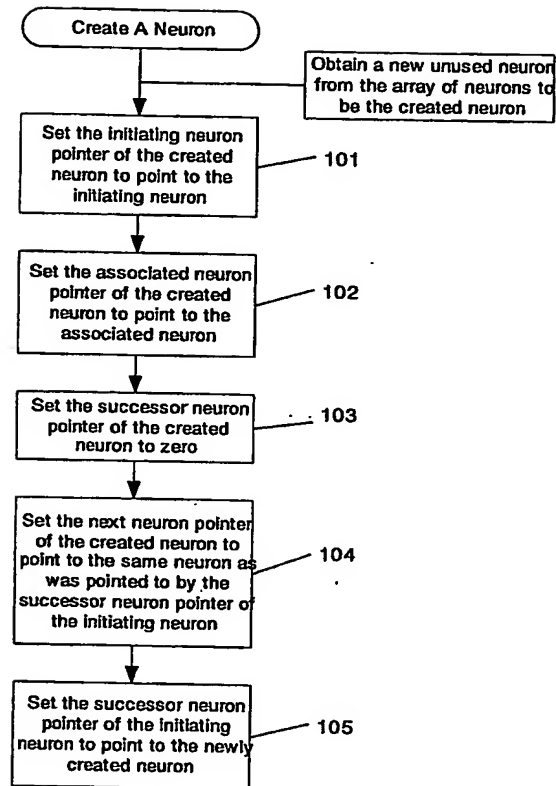 Create A Neuron
Obtain a new unused neuron
from the array of neurons to
be the created neuron
Set the initiating neuron
pointer of the created
neuron to point to the
initiating neuron
101
Set the associated neuron
pointer of the created
neuron to point to the
associated neuron
102
Set the successor neuron
pointer of the created
neuron to zero
103
Set the next neuron pointer
of the created neuron to
point to the same neuron as
was pointed to by the
successor neuron pointer of
the initiating neuron
104
Set the successor neuron
pointer of the initiating
neuron to point to the newly
created neuron
105